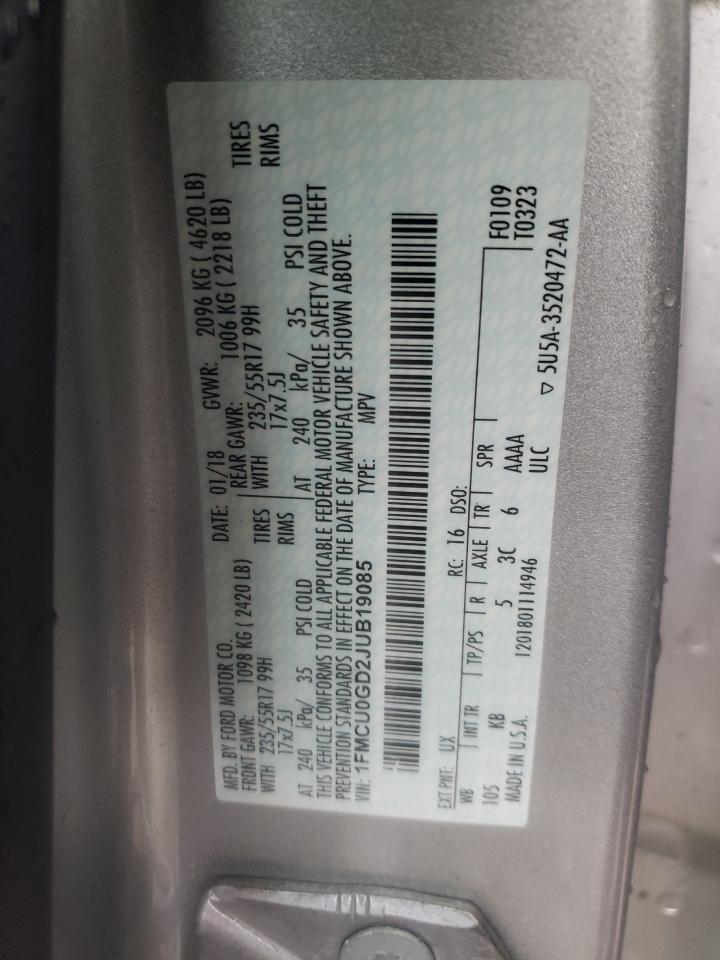 MFD. BY FORD MOTOR CO. DATE: 01/18 GVWR: 2096 KG ( 4620 LB)
FRONT GAWR: 1098 KG ( 2420 LB) REAR GAWR: 1006 KG ( 2218 LB)
WITH 235/55R17 99H TIRES WITH 235/55R17 99H TIRES
17x7.5J RIMS 17x7.5J RIMS
AT 240 kPa/ 35 PSI COLD AT 240 kPa/ 35 PSI COLD
THIS VEHICLE CONFORMS TO ALL APPLICABLE FEDERAL MOTOR VEHICLE SAFETY AND THEFT
PREVENTION STANDARDS IN EFFECT ON THE DATE OF MANUFACTURE SHOWN ABOVE.
VIN: 1FMCU0GD2JUB19085 TYPE: MPV
EXT PNT: UX RC: 16 DSO:
WB INT TR TP/PS R AXLE TR SPR F0109
105 KB 5 3C 6 AAAA T0323
MADE IN U.S.A. 1201801114946 ULC
▽ 5U5A-3520472-AA